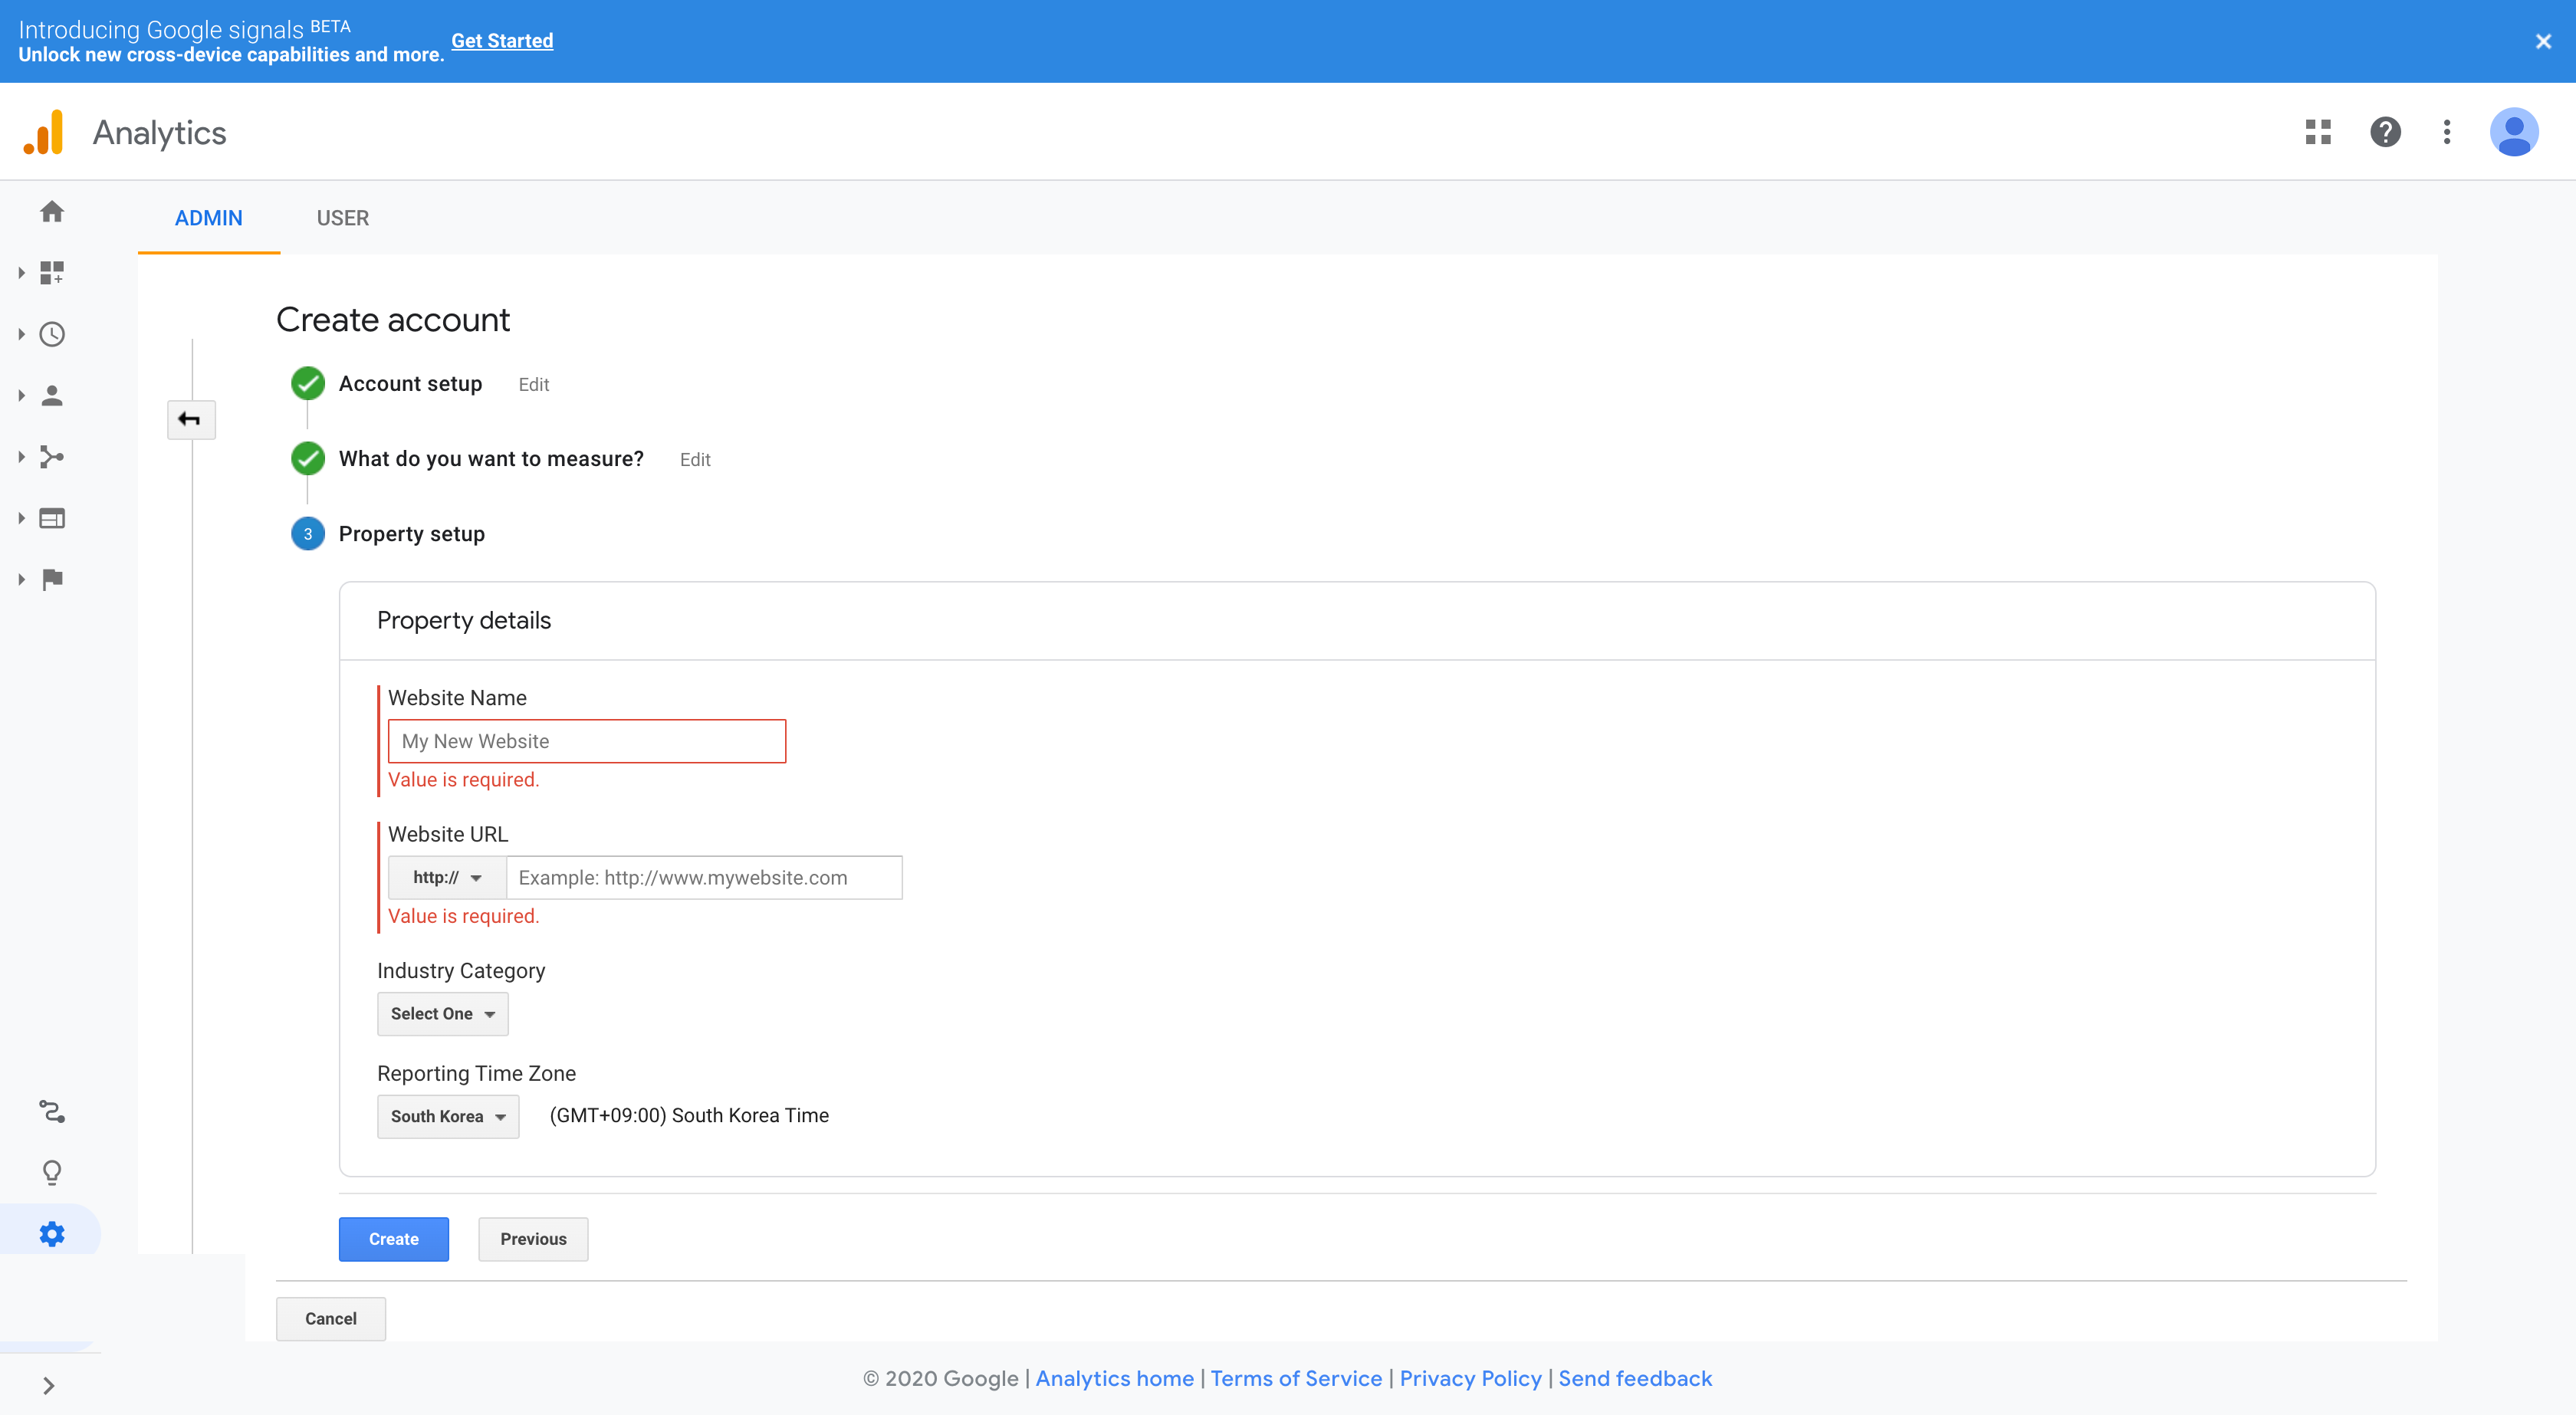 Introducing Google signals BETA
Unlock new cross-device capabilities and more. Get Started
Analytics
ADMIN USER
Create account
Account setup Edit
What do you want to measure? Edit
3 Property setup
Property details
Website Name
My New Website
Value is required.
Website URL
http:// Example: http://www.mywebsite.com
Value is required.
Industry Category
Select One
Reporting Time Zone
South Korea (GMT+09:00) South Korea Time
Create Previous
Cancel
© 2020 Google | Analytics home | Terms of Service | Privacy Policy | Send feedback